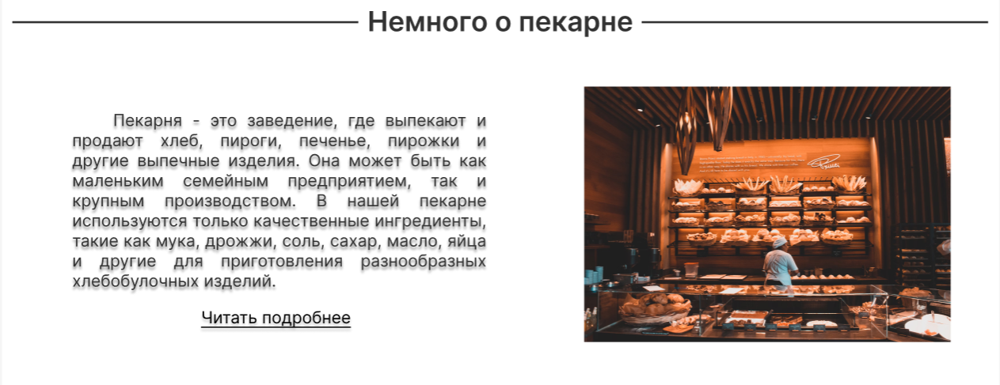 Немного о пекарне
Пекарня - это заведение, где выпекают и
продают хлеб, пироги, печенье, пирожки и
другие выпечные изделия. Она может быть как
маленьким семейным предприятием, так и
крупным производством. В нашей пекарне
используются только качественные ингредиенты,
такие как мука, дрожжи, соль, сахар, масло, яйца
и другие для приготовления разнообразных
хлебобулочных изделий.
Читать подробнее